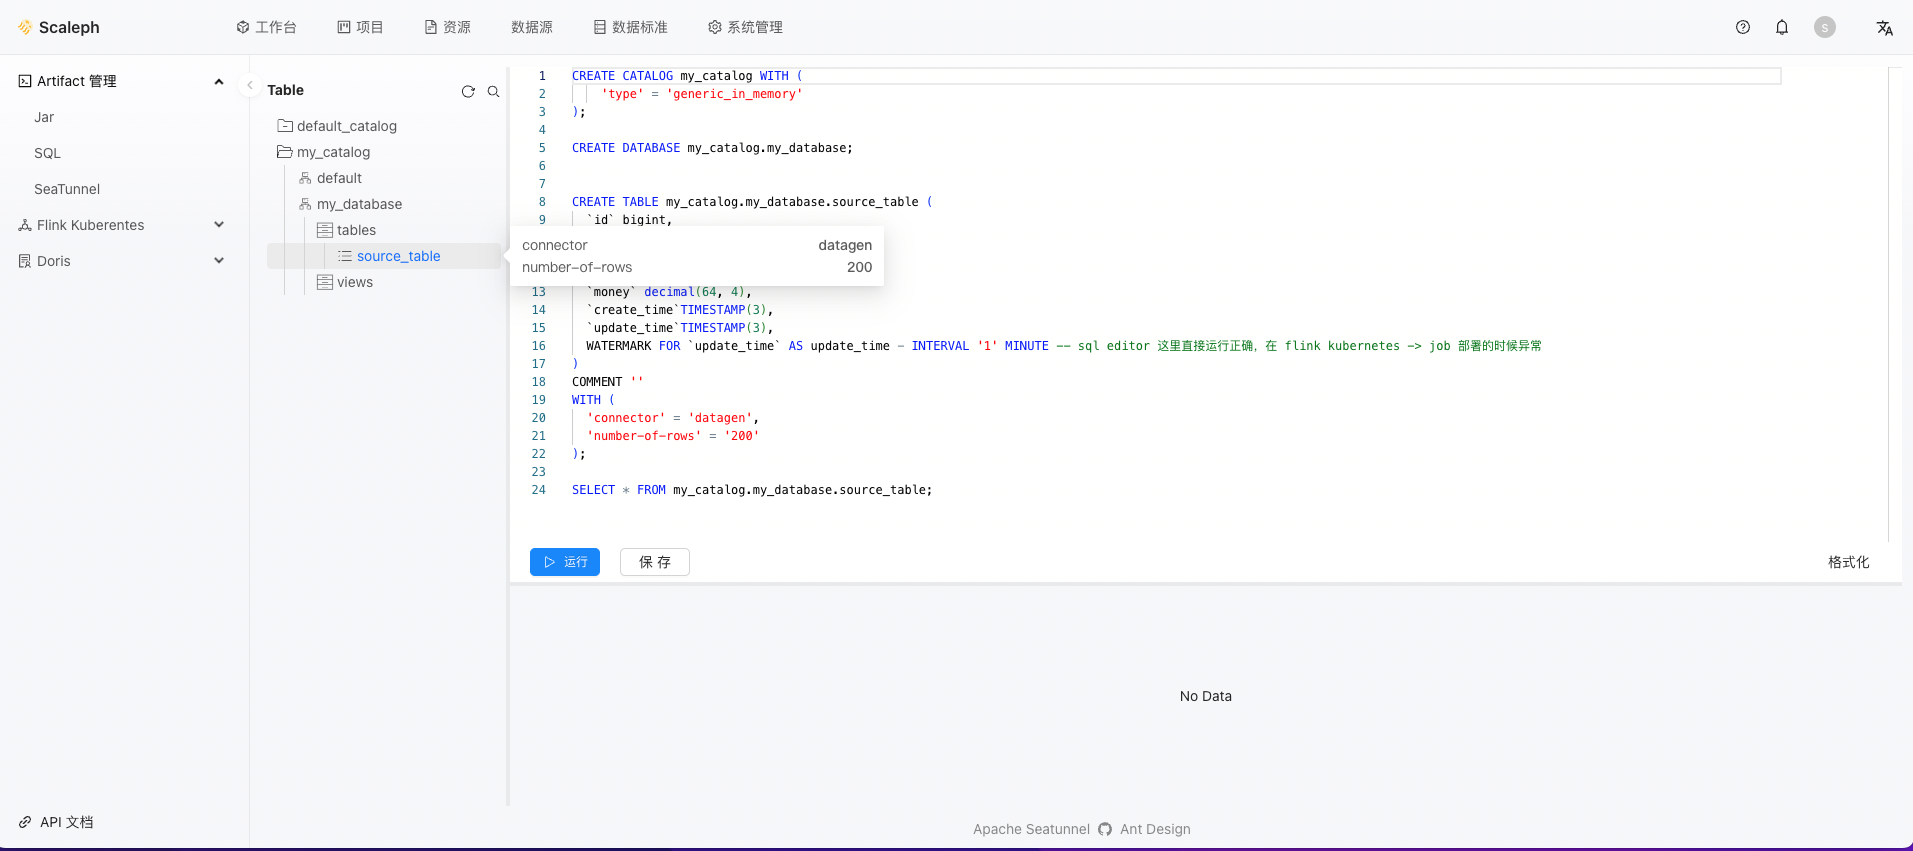 Scaleph
工作台
项目
资源
数据源
数据标准
系统管理
S
Artifact 管理
Jar
SQL
SeaTunnel
Flink Kuberentes
Doris
API 文档
Table
default_catalog
my_catalog
default
my_database
tables
source_table
views
1 CREATE CATALOG my_catalog WITH (
2 'type' = 'generic_in_memory'
3 );
4
5 CREATE DATABASE my_catalog.my_database;
6
7
8 CREATE TABLE my_catalog.my_database.source_table (
9 `id` bigint,
connector datagen
number-of-rows 200
13 `money` decimal(64, 4),
14 `create_time`TIMESTAMP(3),
15 `update_time`TIMESTAMP(3),
16 WATERMARK FOR `update_time` AS update_time - INTERVAL '1' MINUTE -- sql editor 这里直接运行正确，在 flink kubernetes -> job 部署的时候异常
17 )
18 COMMENT ''
19 WITH (
20 'connector' = 'datagen',
21 'number-of-rows' = '200'
22 );
23
24 SELECT * FROM my_catalog.my_database.source_table;
运行
保 存
格式化
No Data
Apache Seatunnel Ant Design